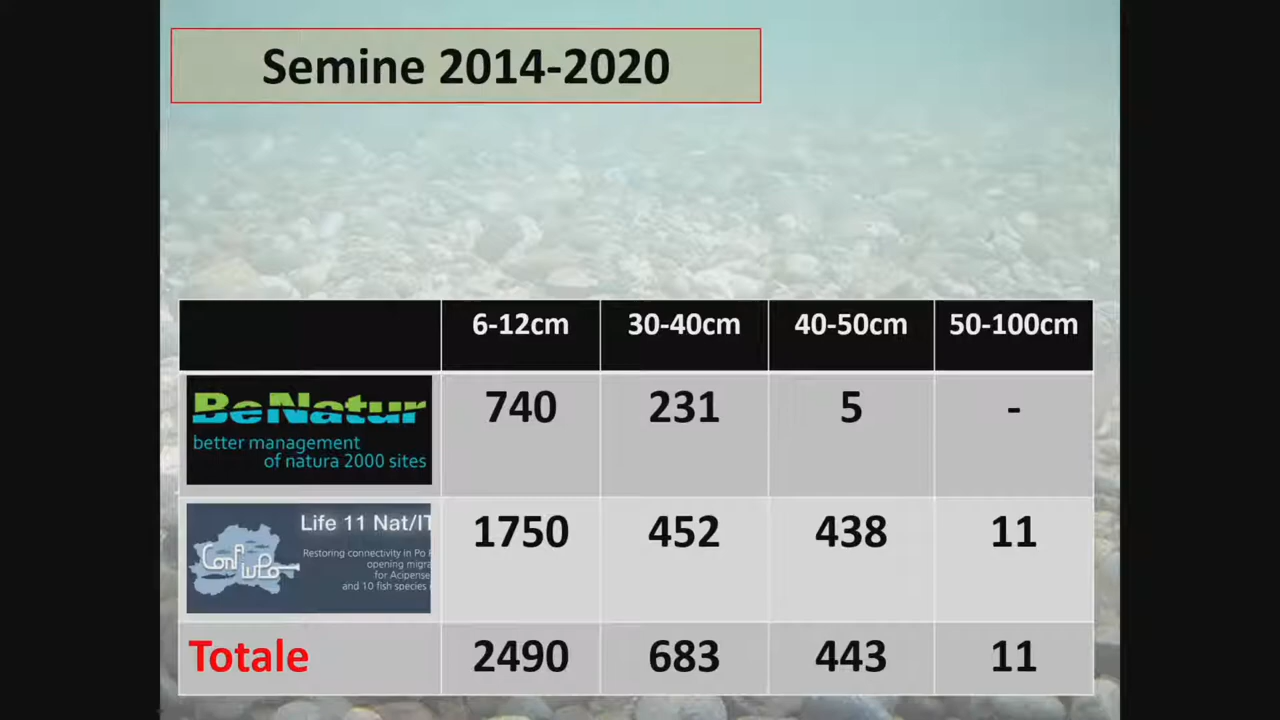 Semine 2014-2020
6-12cm 30-40cm 40-50cm 50-100cm
BeNatur 740 231 5 -
better management
of natura 2000 sites
Life 11 Nat/IT 1750 452 438 11
Restoring connectivity in Po
opening migra
for Acipense
and 10 fish species
ConFluPo
Totale 2490 683 443 11